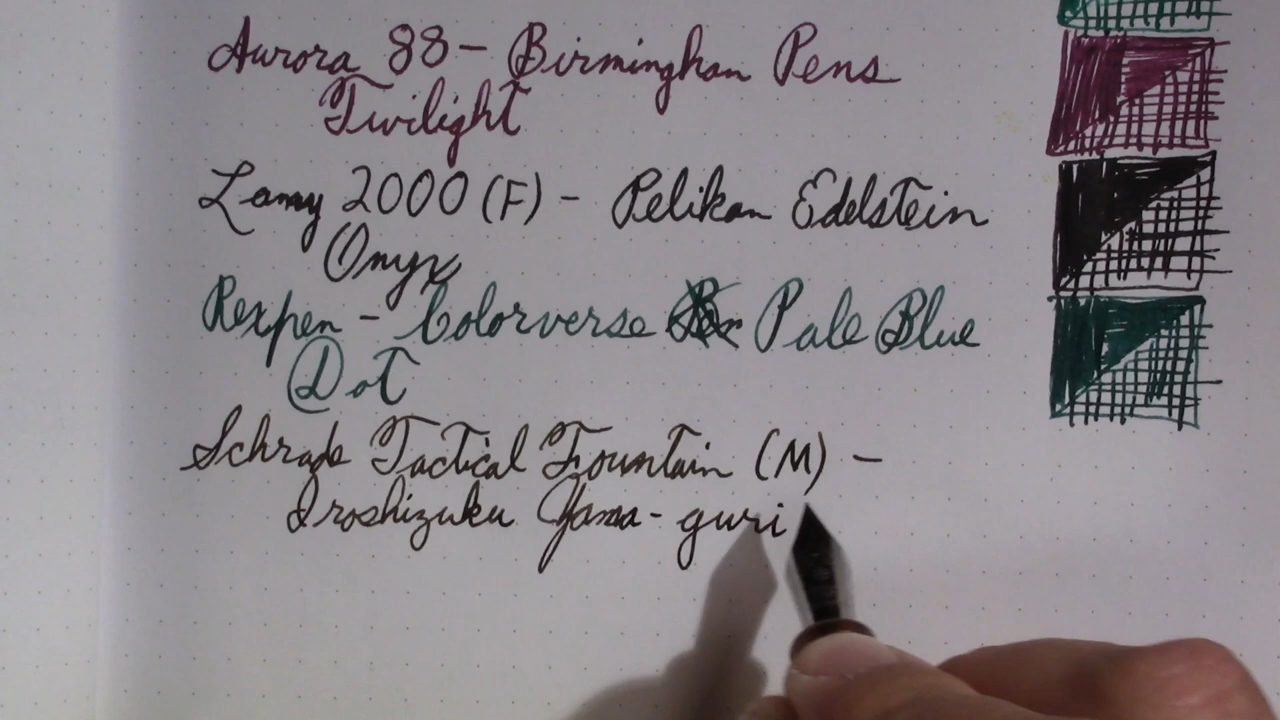 Aurora 88 - Birmingham Pens
Twilight
Lamy 2000 (F) - Pelikan Edelstein
Onyx
Rexpen - Colorverse Pale Blue
Dot
Schrade Tactical Fountain (M) -
Iroshizuku Yama-guri